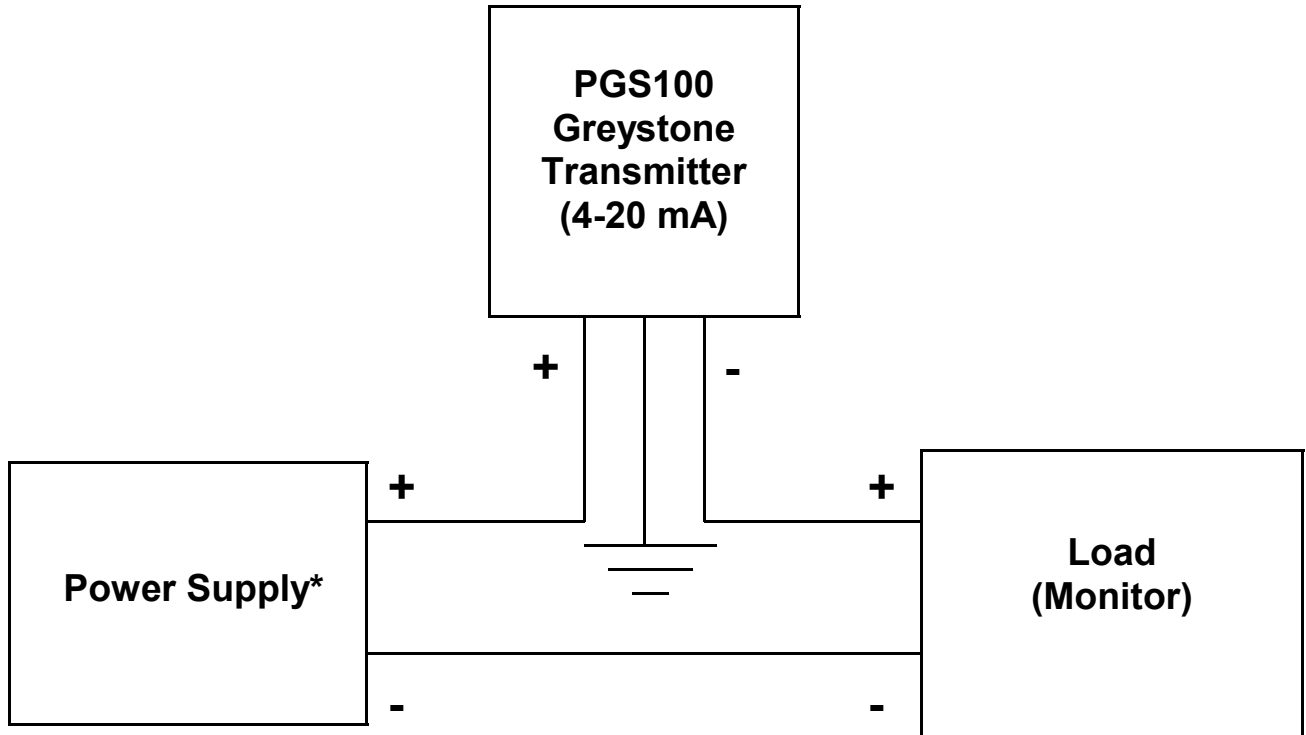 PGS100
Greystone
Transmitter
(4-20 mA)
+ -
+ +
Power Supply*
Load
(Monitor)
- -